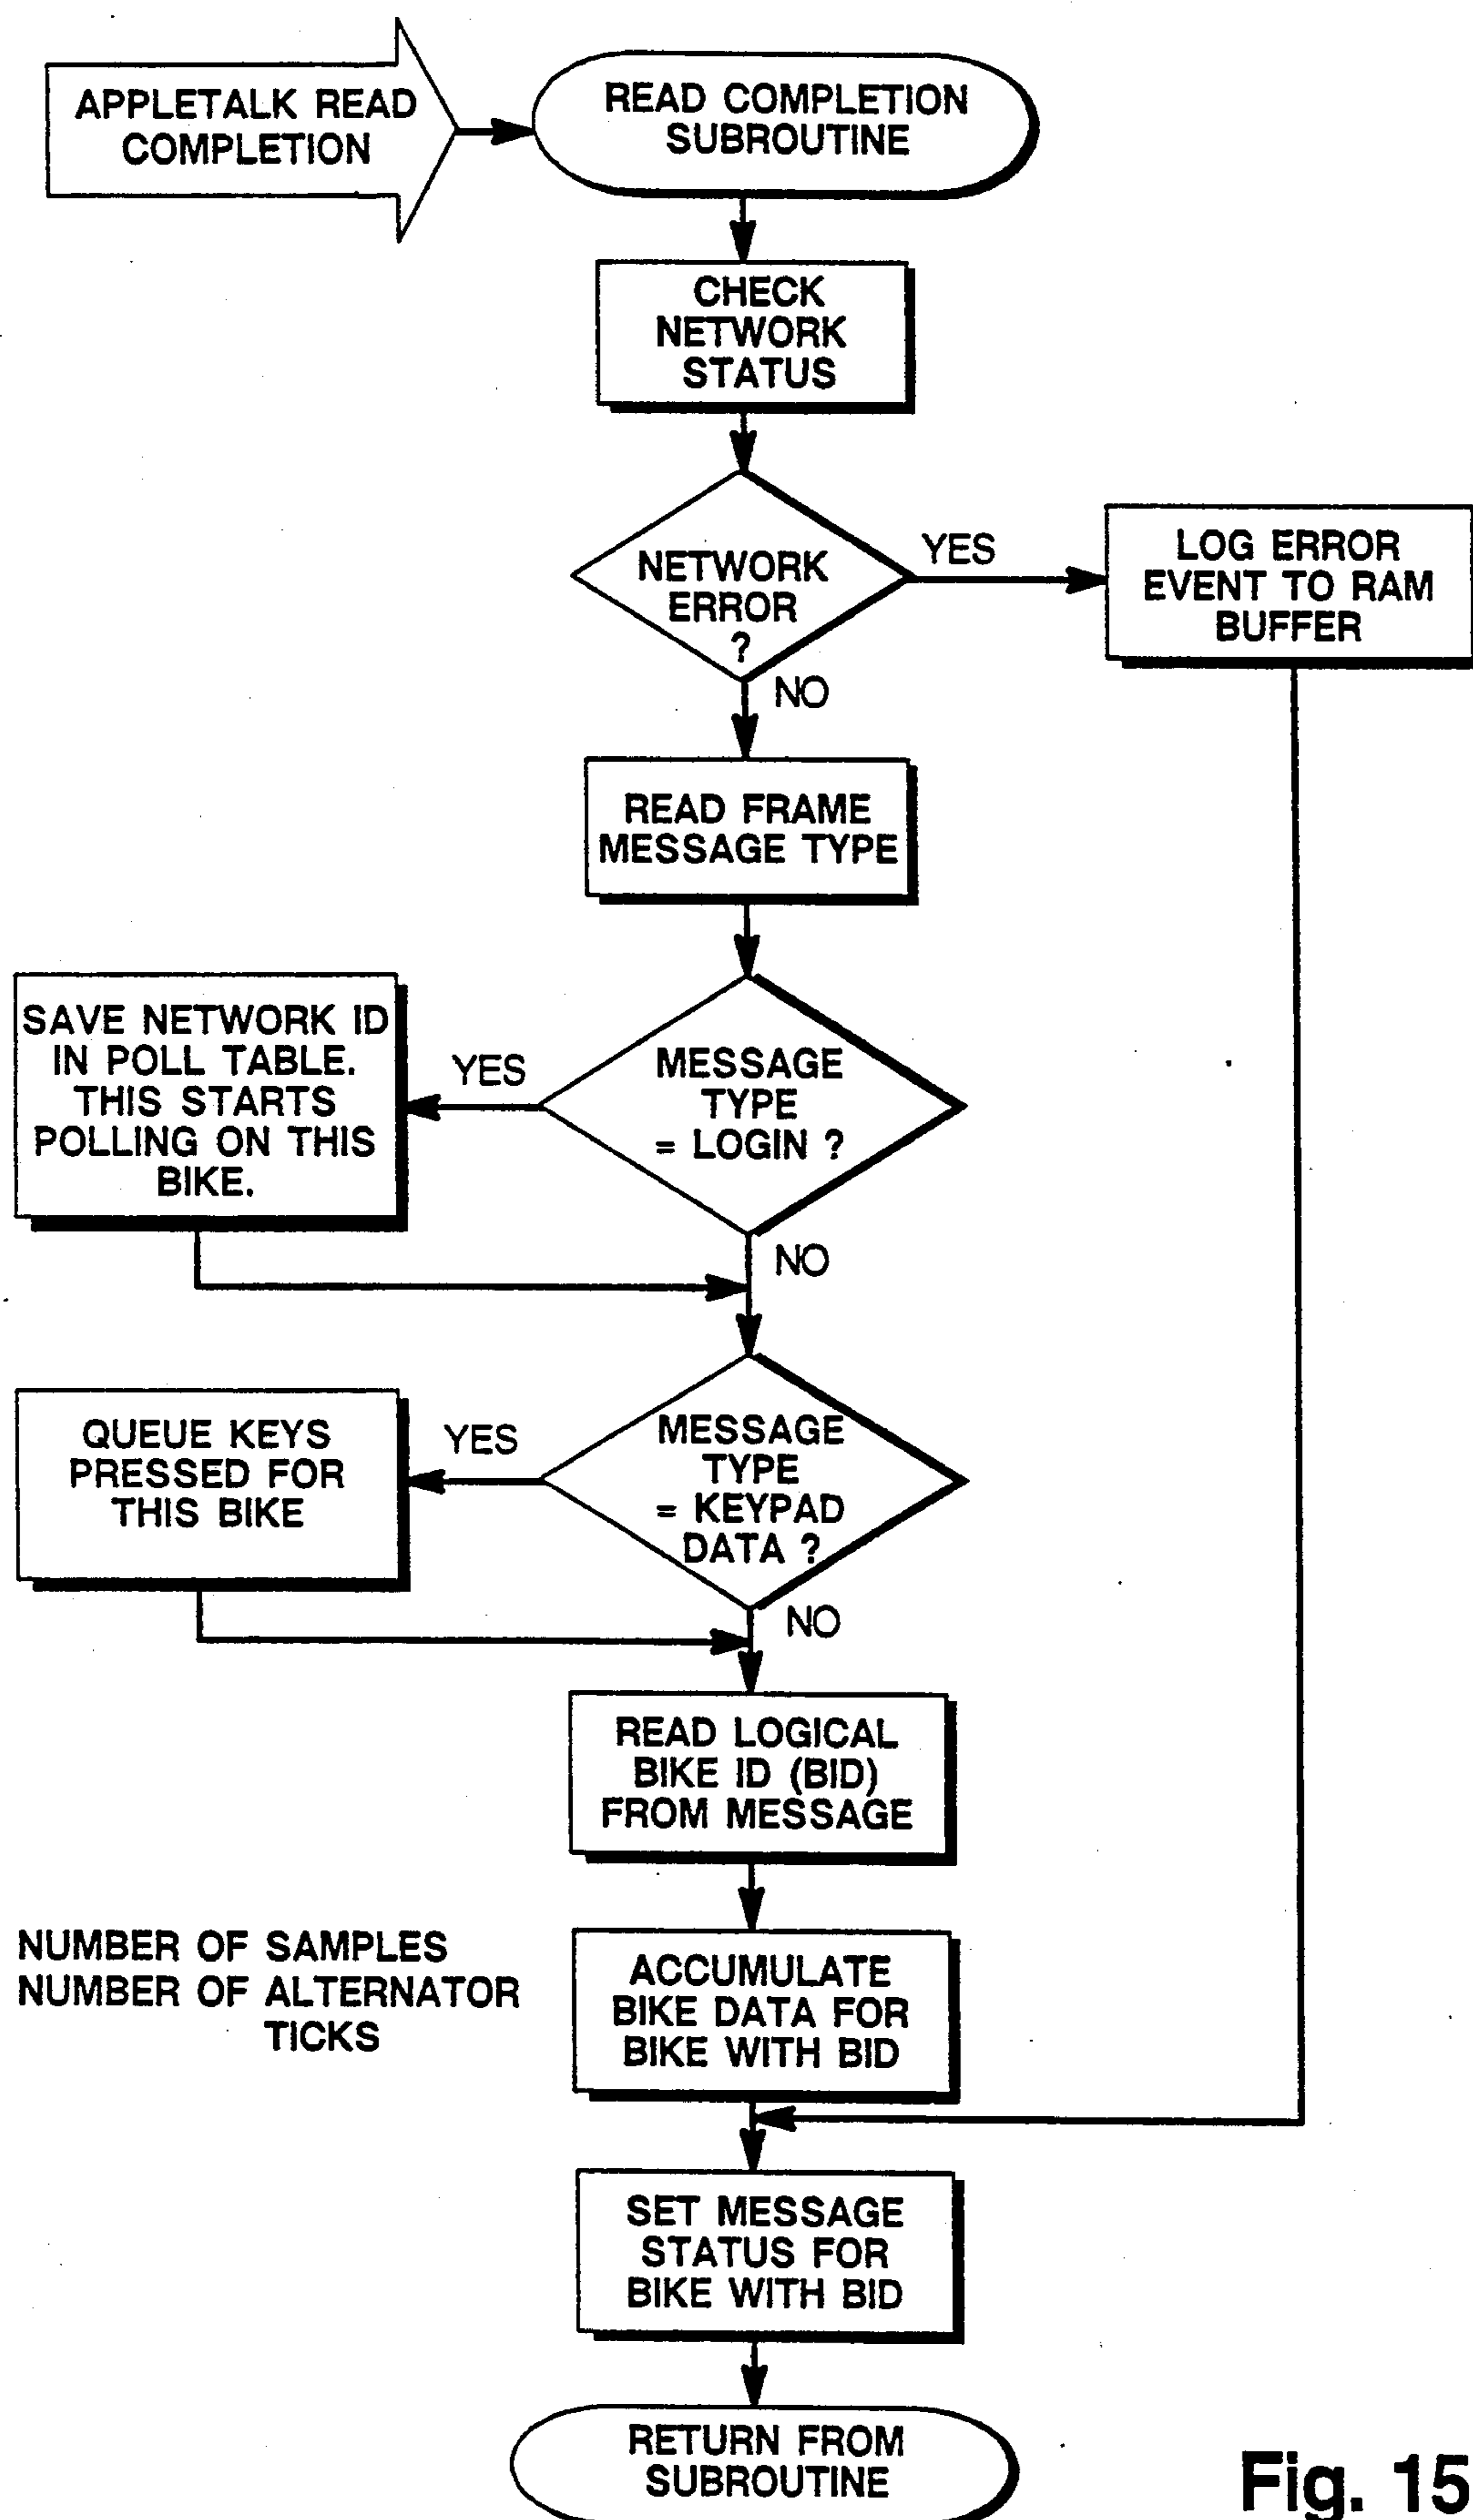 APPLETALK READ
COMPLETION
READ COMPLETION
SUBROUTINE
CHECK
NETWORK
STATUS
NETWORK
ERROR
?
YES
LOG ERROR
EVENT TO RAM
BUFFER
NO
READ FRAME
MESSAGE TYPE
MESSAGE
TYPE
= LOGIN ?
YES
SAVE NETWORK ID
IN POLL TABLE.
THIS STARTS
POLLING ON THIS
BIKE.
NO
MESSAGE
TYPE
= KEYPAD
DATA ?
YES
QUEUE KEYS
PRESSED FOR
THIS BIKE
NO
READ LOGICAL
BIKE ID (BID)
FROM MESSAGE
NUMBER OF SAMPLES
NUMBER OF ALTERNATOR
TICKS
ACCUMULATE
BIKE DATA FOR
BIKE WITH BID
SET MESSAGE
STATUS FOR
BIKE WITH BID
RETURN FROM
SUBROUTINE
Fig. 15